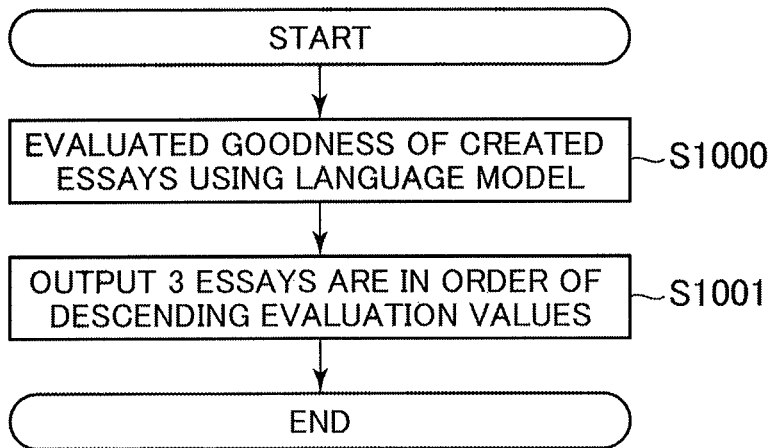 START
EVALUATED GOODNESS OF CREATED
ESSAYS USING LANGUAGE MODEL
S1000
OUTPUT 3 ESSAYS ARE IN ORDER OF
DESCENDING EVALUATION VALUES
S1001
END